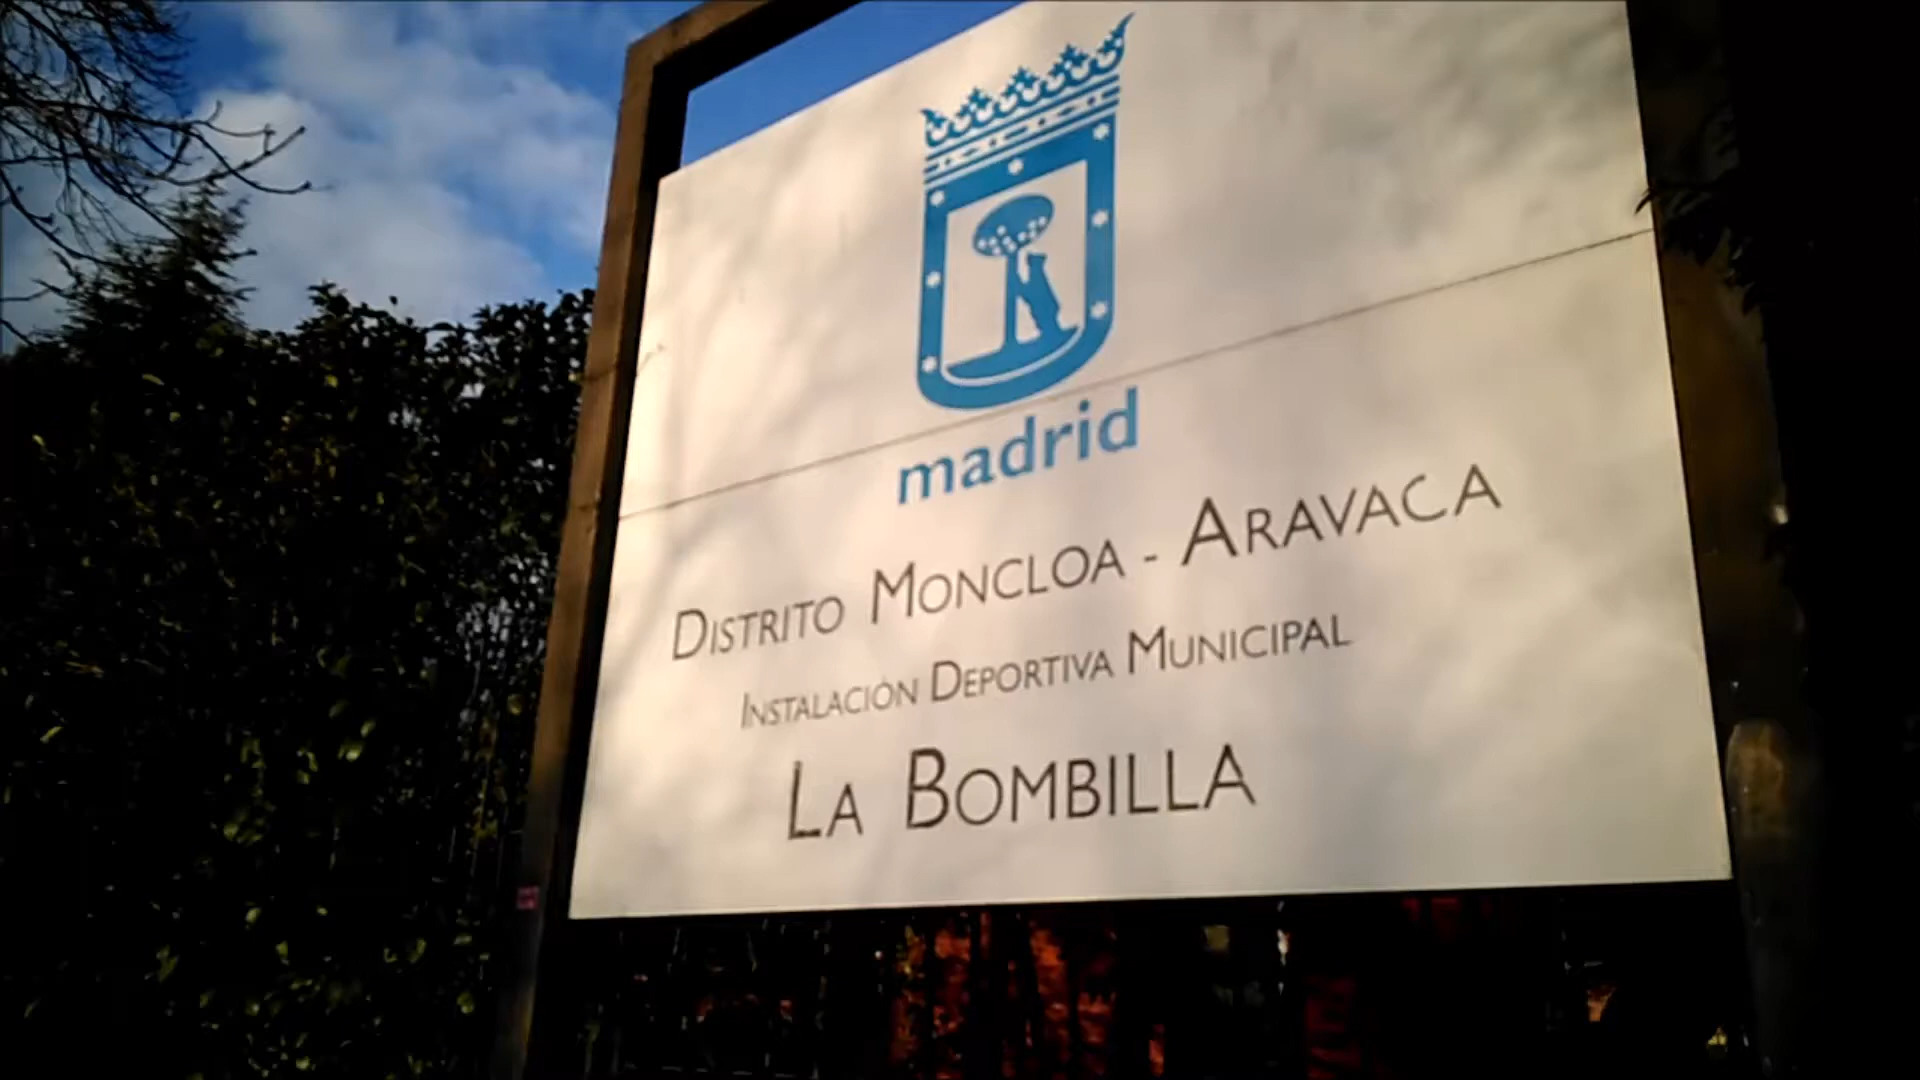 madrid
DISTRITO MONCLOA - ARAVACA
INSTALACIÓN DEPORTIVA MUNICIPAL
LA BOMBILLA